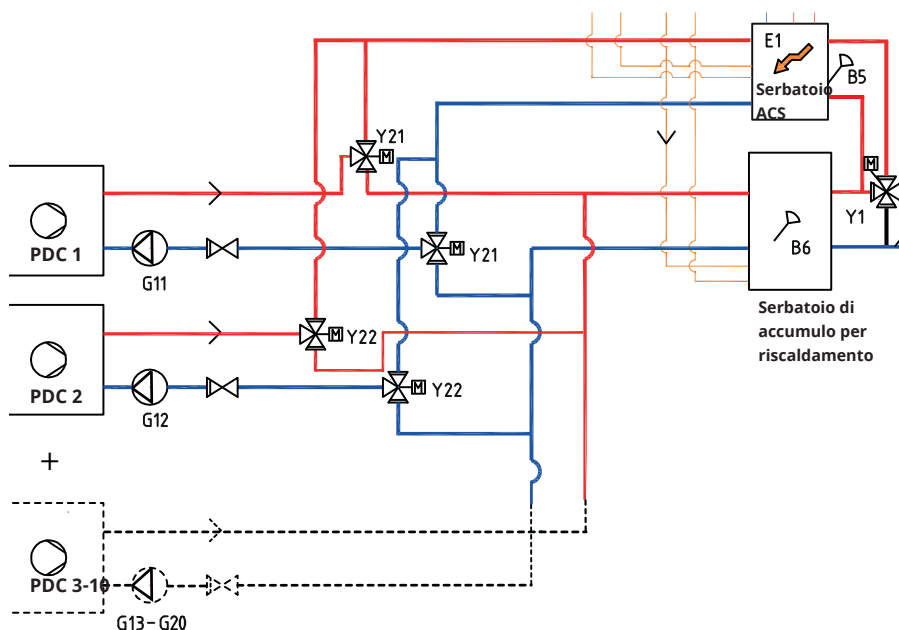 E1
Serbatoio
ACS
B5
Y21
M
M
Y1
PDC 1
G11
M
Y21
B6
Serbatoio di
accumulo per
riscaldamento
M
Y22
PDC 2
G12
M
Y22
+
PDC 3-10
G13-G20